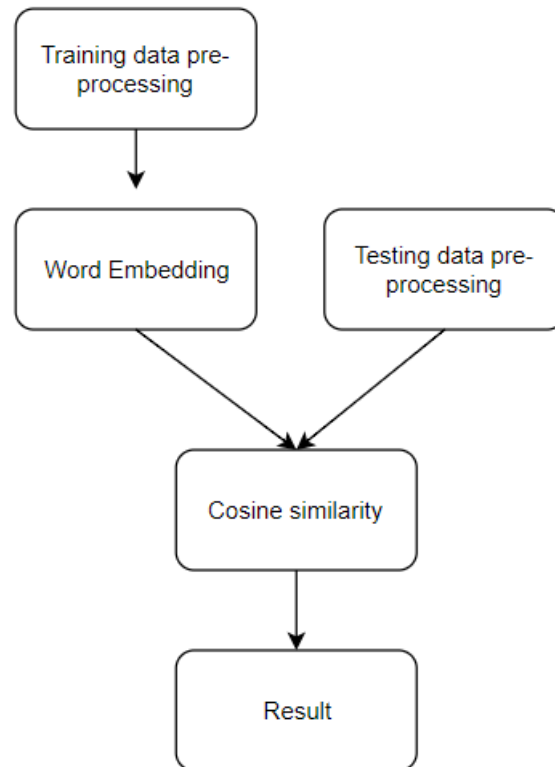 Training data pre-
processing
Word Embedding
Testing data pre-
processing
Cosine similarity
Result